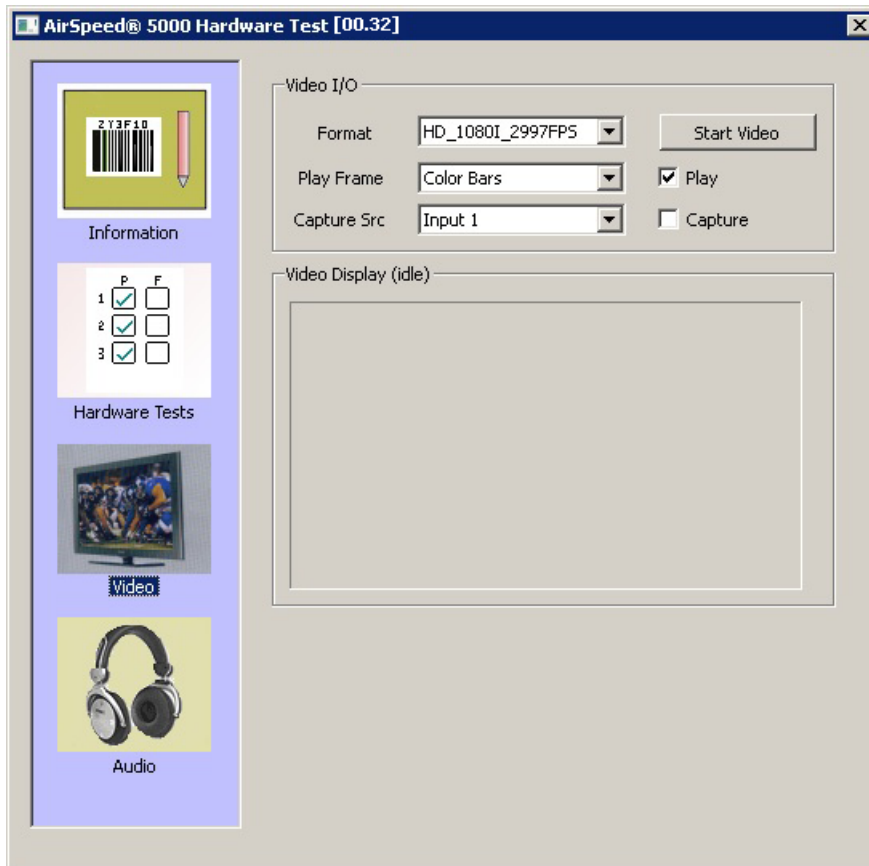 AirSpeed® 5000 Hardware Test [00.32]
2Y3F10
Information
P F
1
2
3
Hardware Tests
Video
Audio
Video I/O
Format HD_1080I_2997FPS Start Video
Play Frame Color Bars Play
Capture Src Input 1 Capture
Video Display (idle)